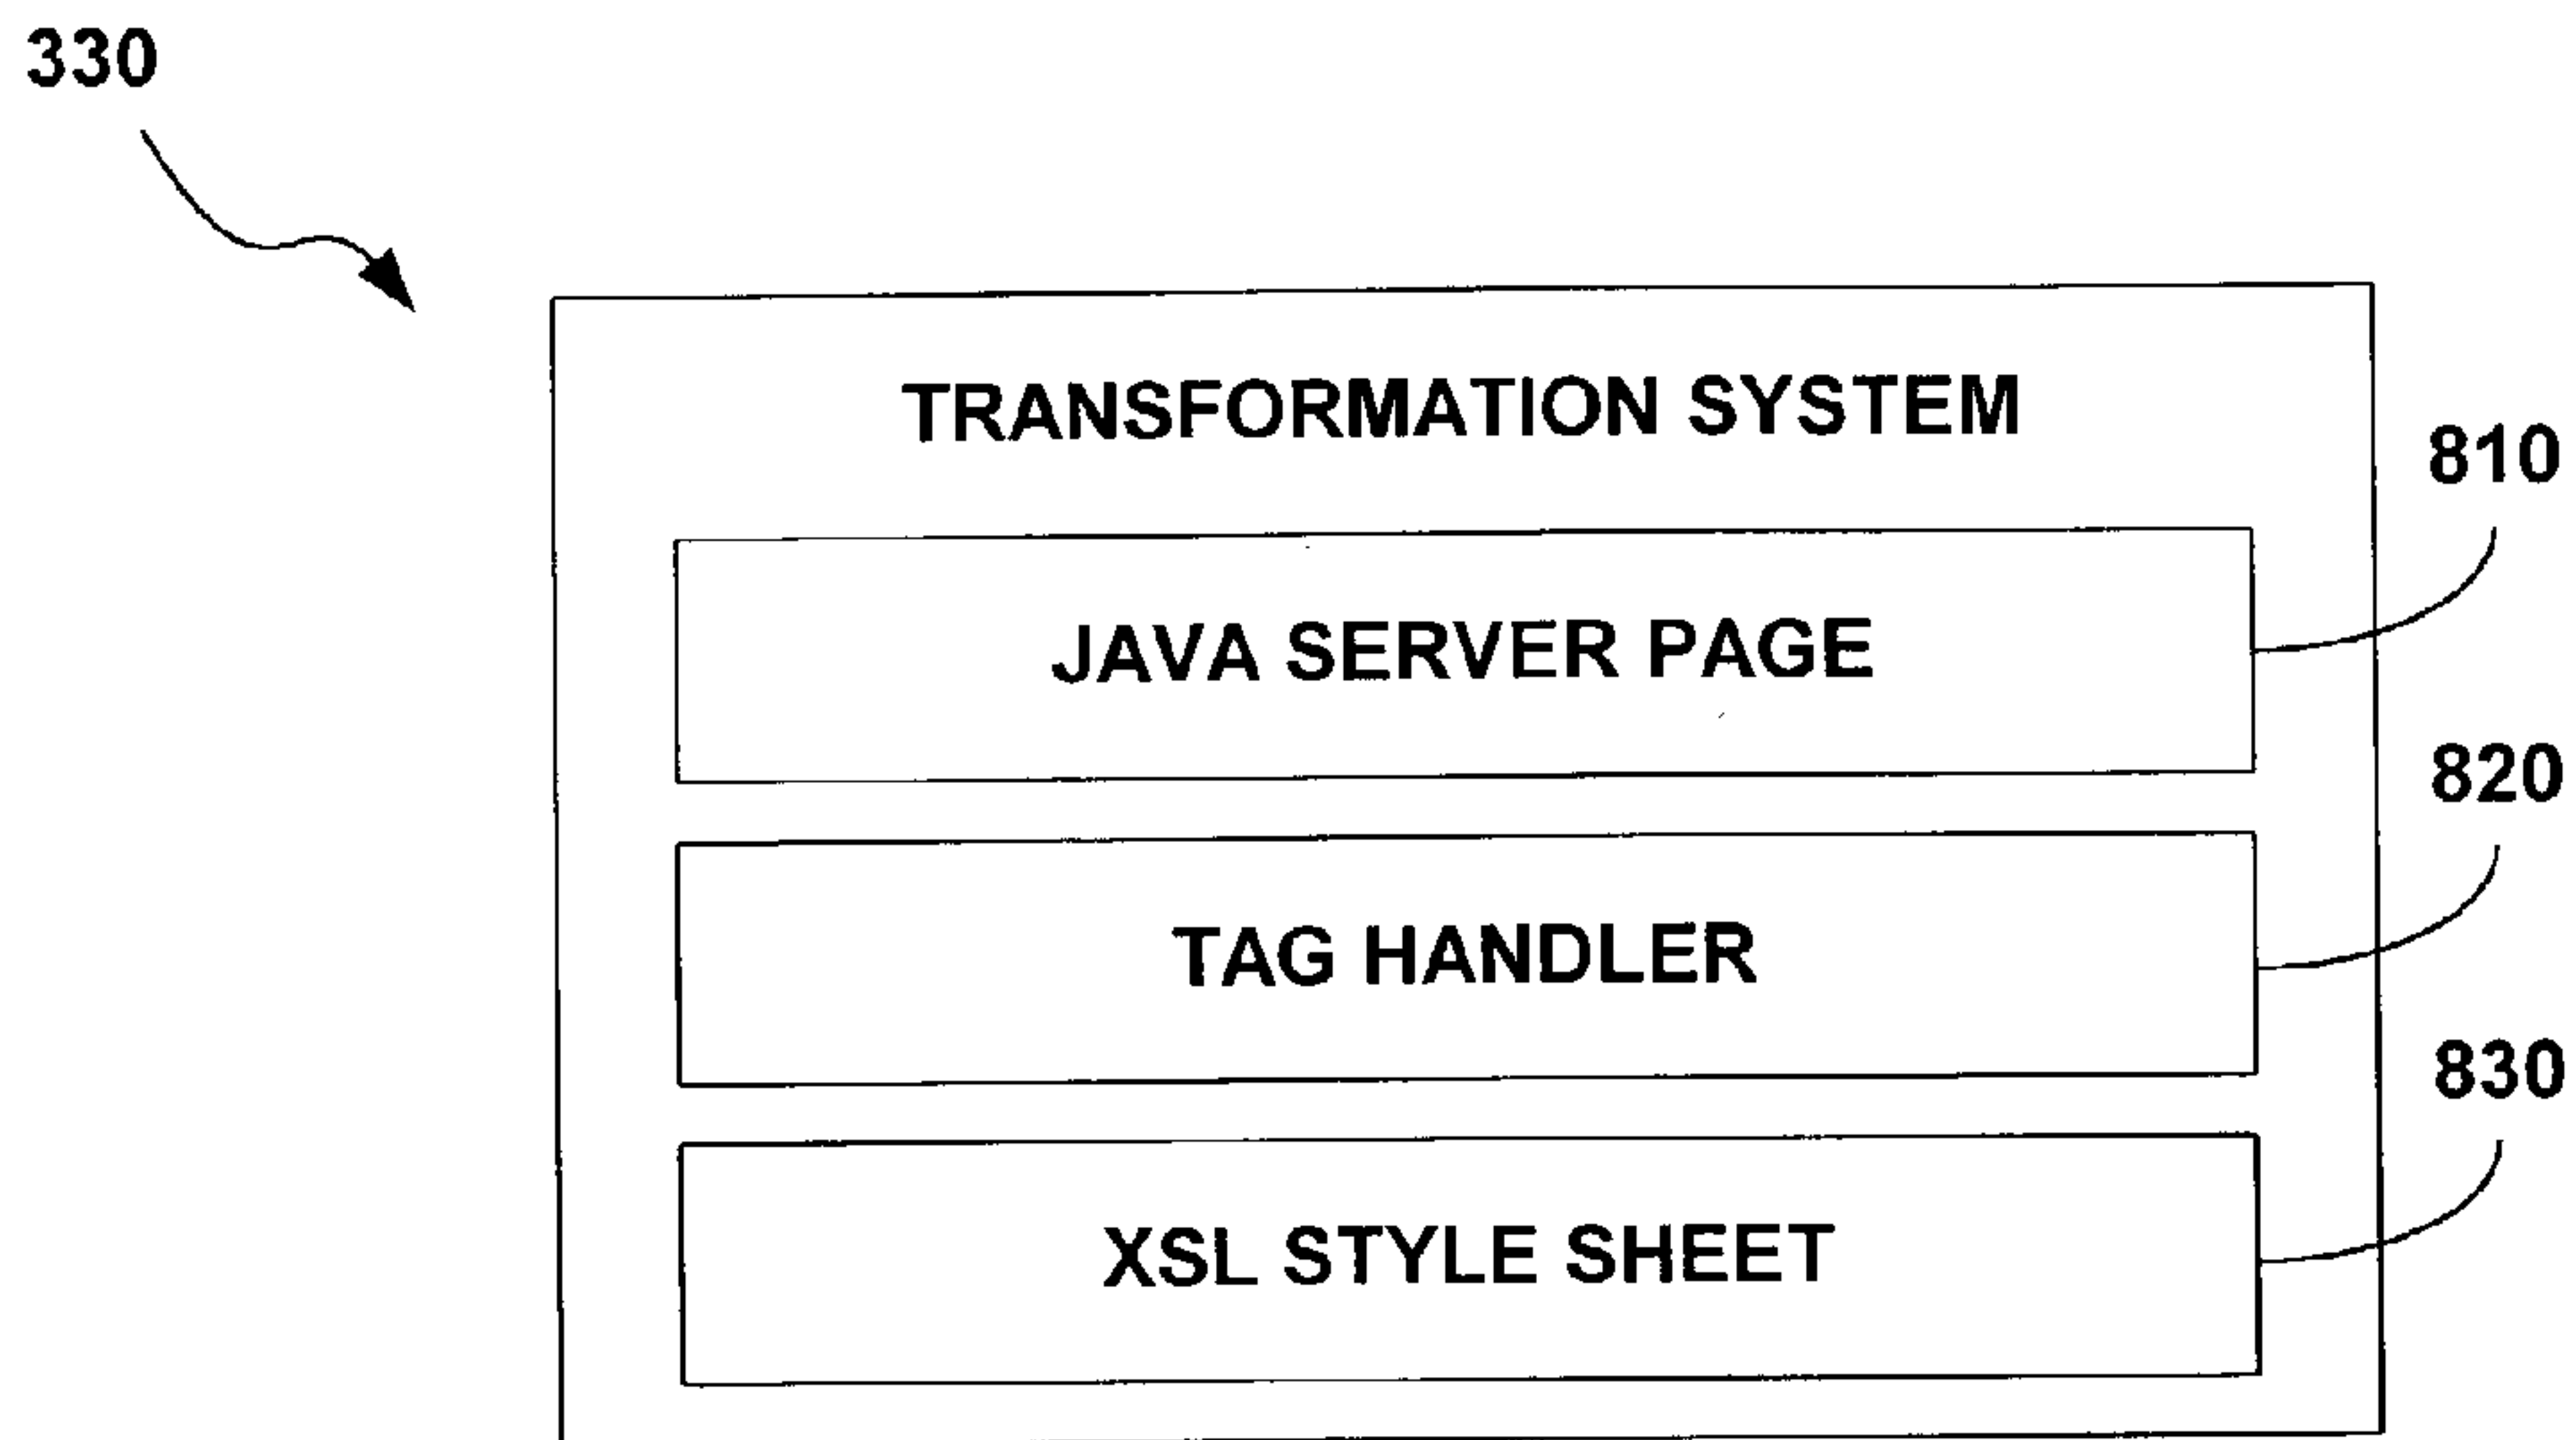 330
TRANSFORMATION SYSTEM
810
JAVA SERVER PAGE
820
TAG HANDLER
830
XSL STYLE SHEET